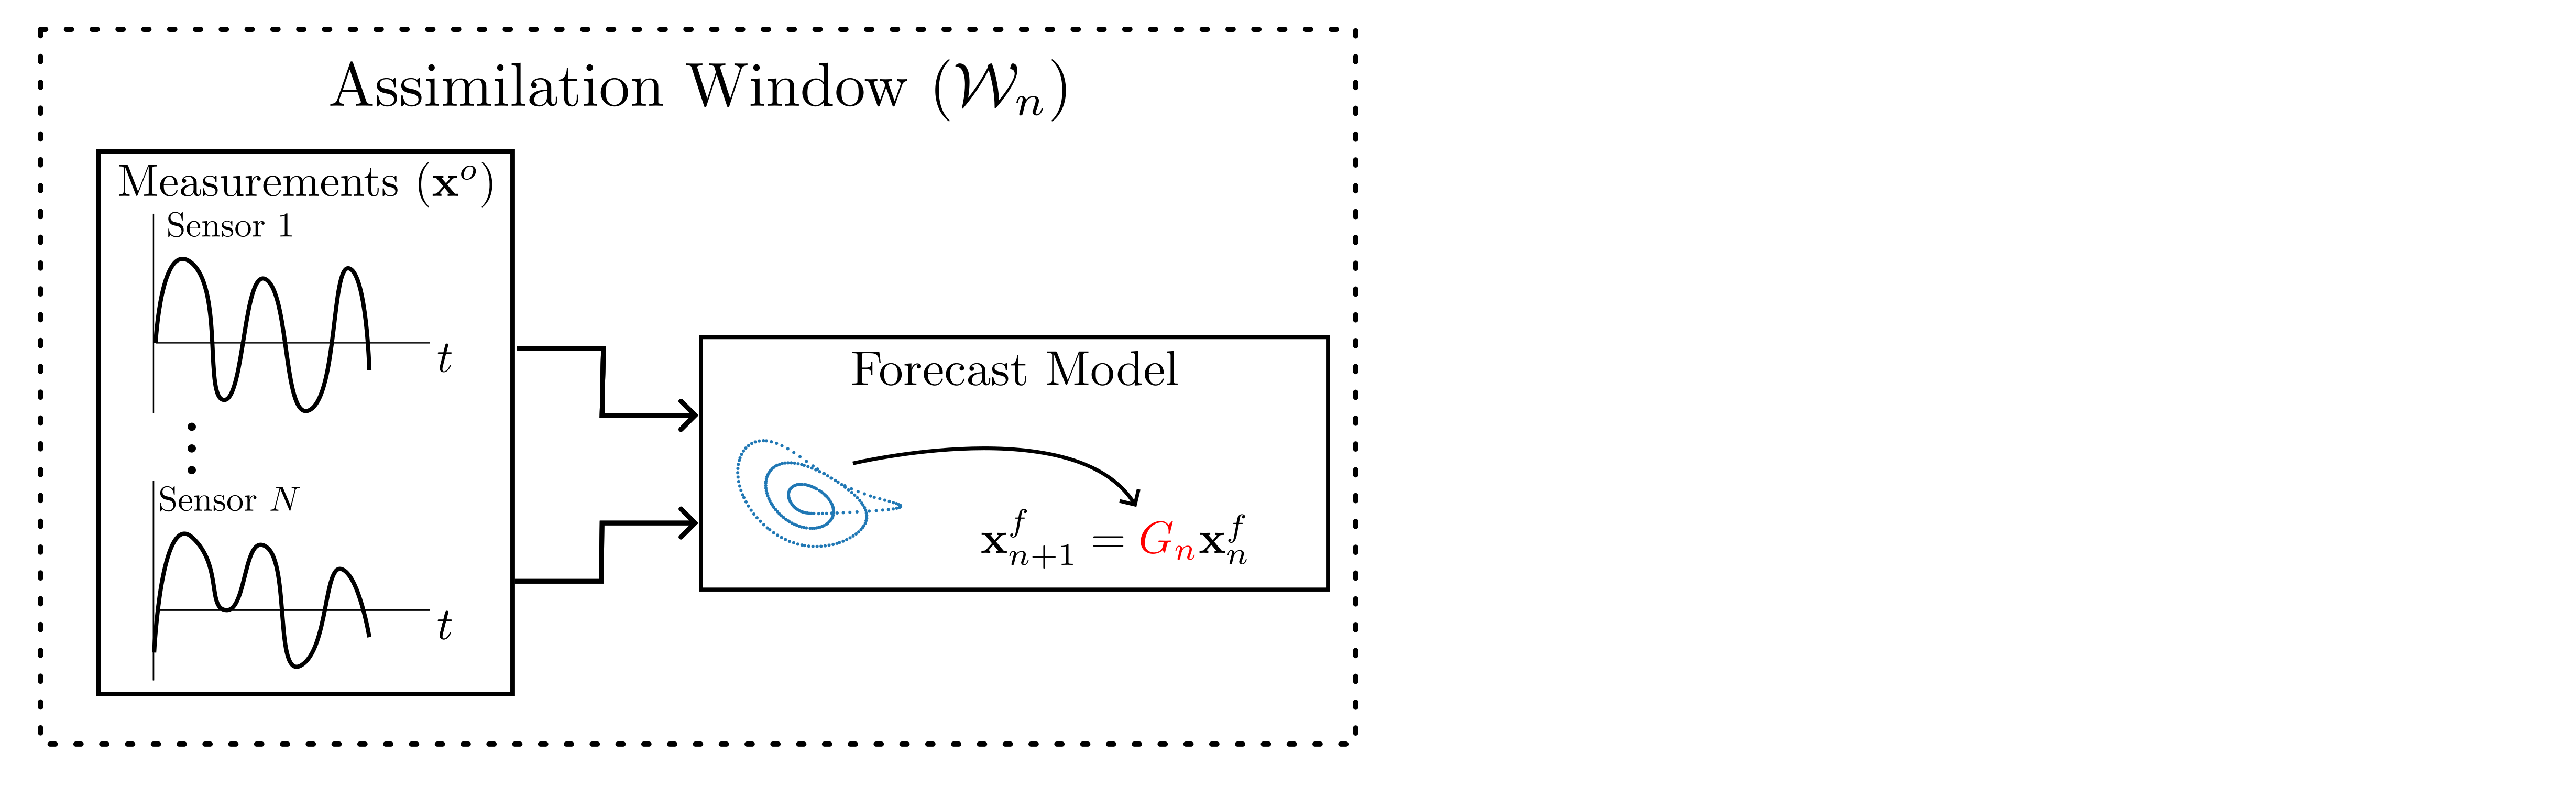 Assimilation Window ($\mathcal{W}_n$)
Measurements ($\mathbf{x}^o$)
Sensor 1
$t$
Sensor $N$
$t$
Forecast Model
$\mathbf{x}_{n+1}^f = G_n \mathbf{x}_n^f$